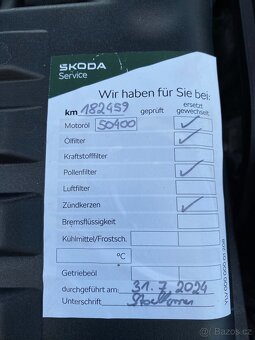 ŠKODA
Service
Wir haben für Sie bei:
km 182459 geprüft ersetzt gewechselt
Motoröl 50400 ✓
Ölfilter ✓
Kraftstofffilter
Pollenfilter ✓
Luftfilter
Zündkerzen ✓
Bremsflüssigkeit
Kühlmittel/Frostsch.
°C
Getriebeöl
durchgeführt am: 31. 7. 2024
Unterschrift
Bazoš.cz